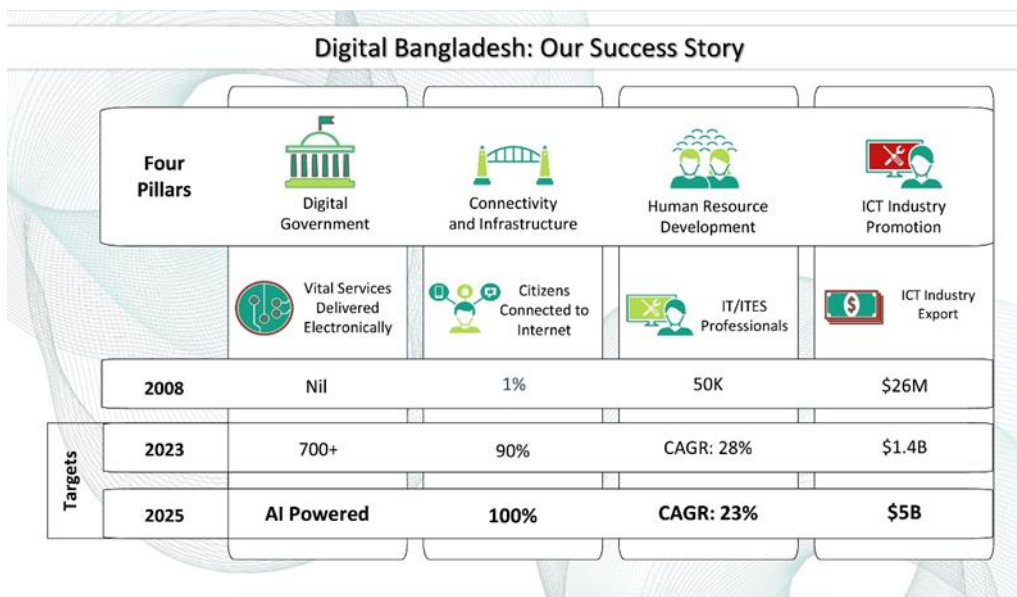 Digital Bangladesh: Our Success Story
Four
Pillars
Digital
Government
Connectivity
and Infrastructure
Human Resource
Development
ICT Industry
Promotion
Vital Services
Delivered
Electronically
Citizens
Connected to
Internet
IT/ITES
Professionals
ICT Industry
Export
2008 Nil 1% 50K $26M
Targets
2023 700+ 90% CAGR: 28% $1.4B
2025 AI Powered 100% CAGR: 23% $5B